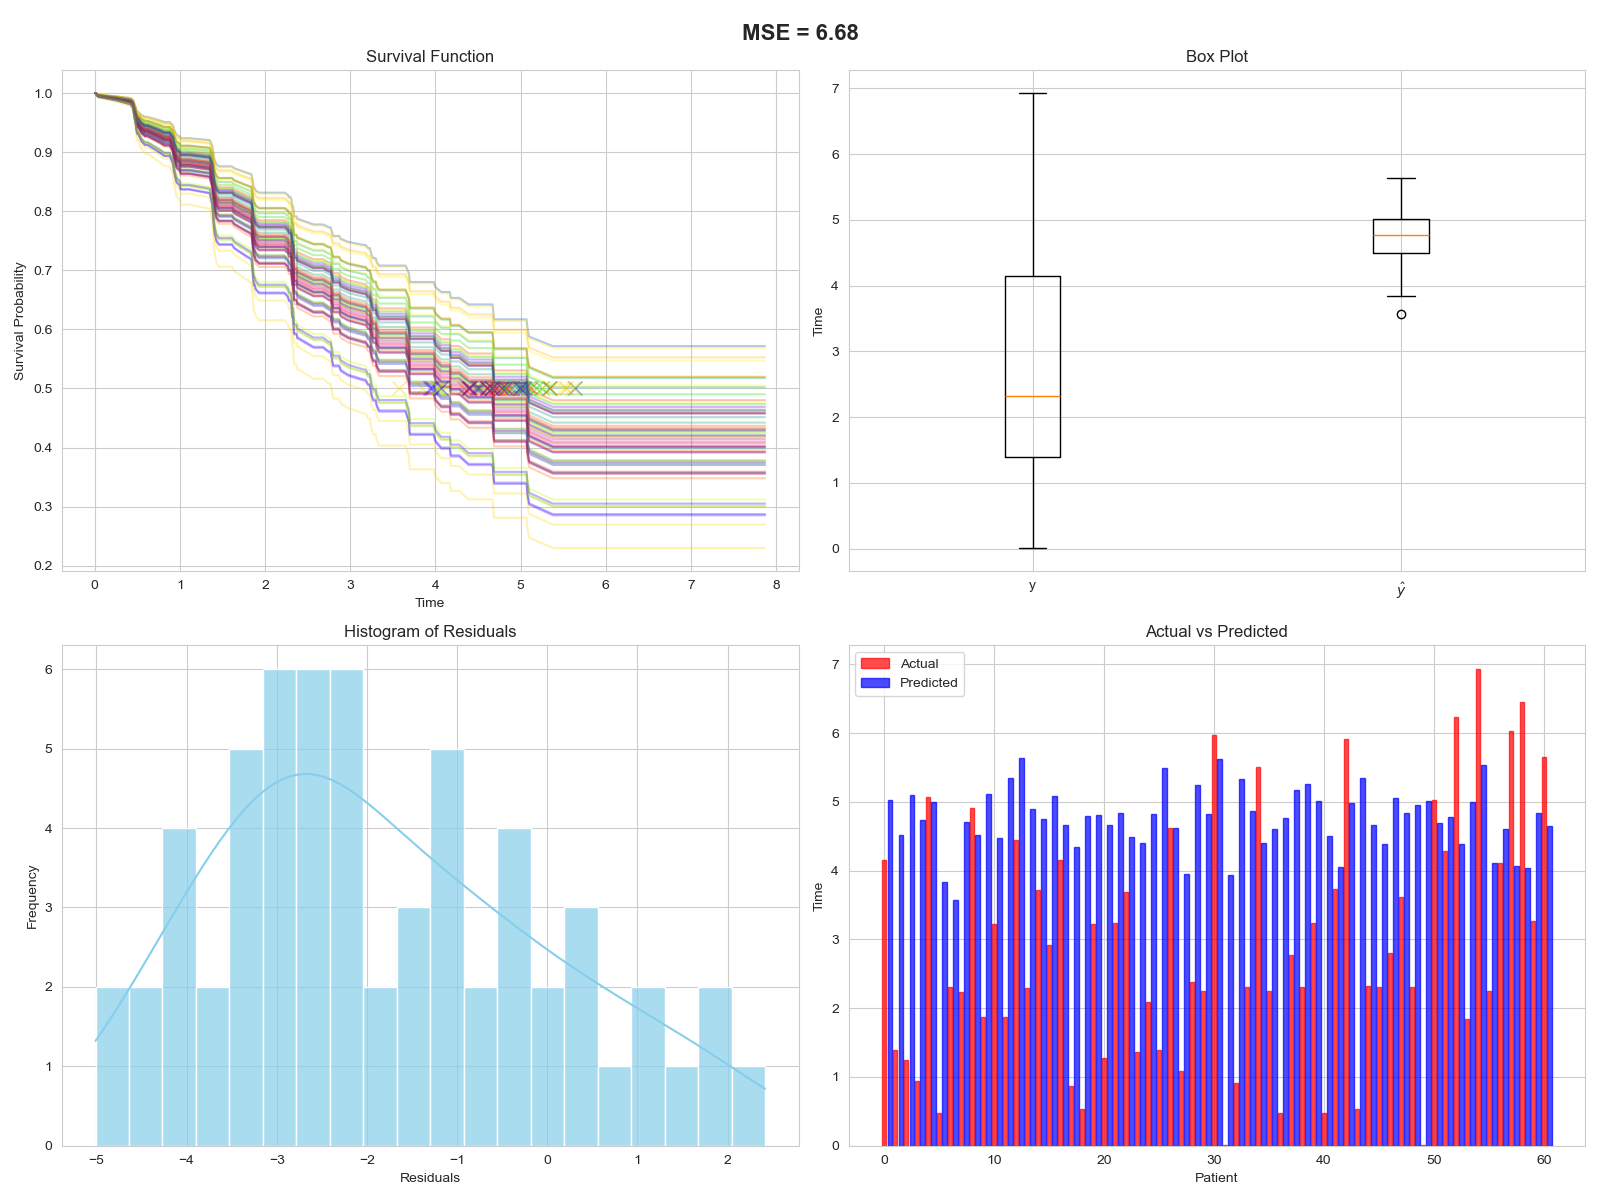 MSE = 6.68
Survival Function
Survival Probability
1.0
0.9
0.8
0.7
0.6
0.5
0.4
0.3
0.2
0 1 2 3 4 5 6 7 8
Time
Box Plot
Time
7
6
5
4
3
2
1
0
y ŷ
Histogram of Residuals
Frequency
6
5
4
3
2
1
0
−5 −4 −3 −2 −1 0 1 2
Residuals
Actual vs Predicted
Actual
Predicted
Time
7
6
5
4
3
2
1
0
0 10 20 30 40 50 60
Patient